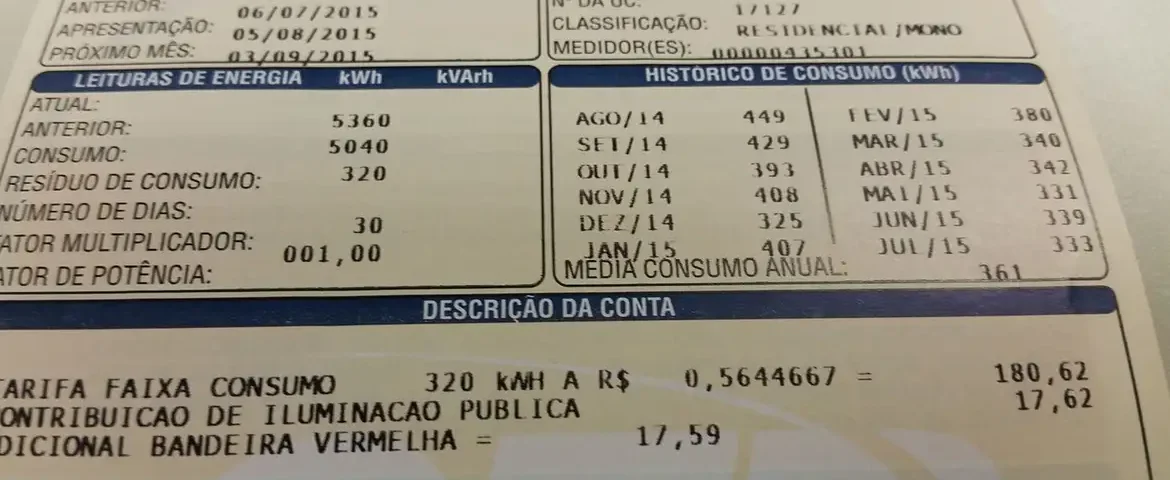 ANTERIOR: 06/07/2015
APRESENTAÇÃO: 05/08/2015
PRÓXIMO MÊS: 03/09/2015
Nº DA UC: 17127
CLASSIFICAÇÃO: RESIDENCIAL/MONO
MEDIDOR(ES): 00000435301
LEITURAS DE ENERGIA kWh kVArh
ATUAL: 5360
ANTERIOR: 5040
CONSUMO: 320
RESÍDUO DE CONSUMO:
NÚMERO DE DIAS: 30
ATOR MULTIPLICADOR: 001,00
ATOR DE POTÊNCIA:
HISTÓRICO DE CONSUMO (kWh)
AGO/14 449 FEV/15 380
SET/14 429 MAR/15 340
OUT/14 393 ABR/15 342
NOV/14 408 MAI/15 331
DEZ/14 325 JUN/15 339
JAN/15 407 JUL/15 333
MÉDIA CONSUMO ANUAL: 361
DESCRIÇÃO DA CONTA
TARIFA FAIXA CONSUMO 320 kWH A R$ 0,5644667 = 180,62
ONTRIBUICAO DE ILUMINACAO PUBLICA 17,62
DICIONAL BANDEIRA VERMELHA = 17,59